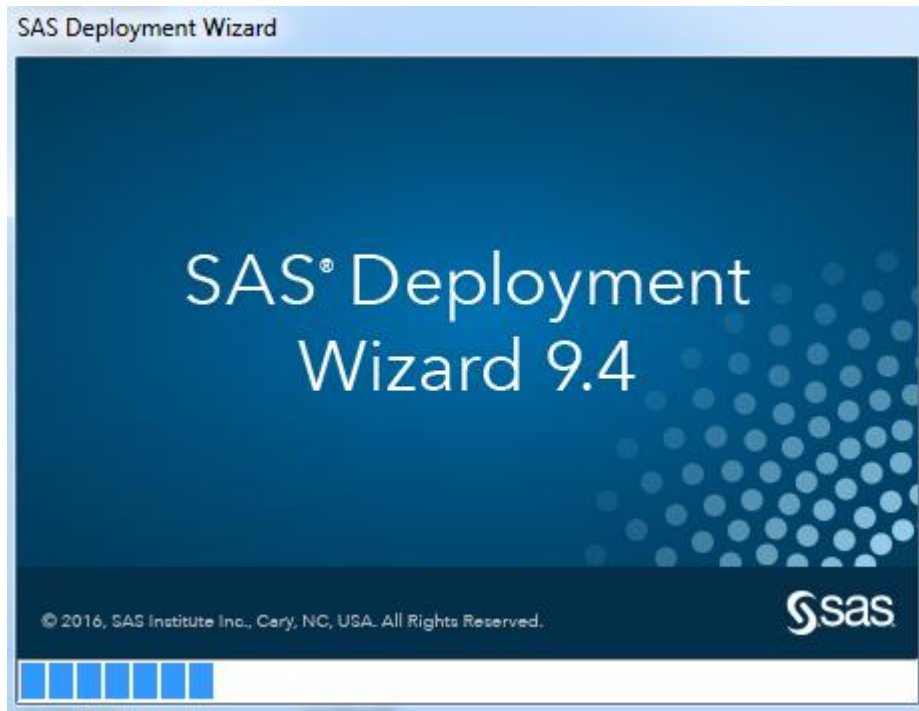 SAS Deployment Wizard
SAS® Deployment
Wizard 9.4
© 2016, SAS Institute Inc., Cary, NC, USA. All Rights Reserved.
sas